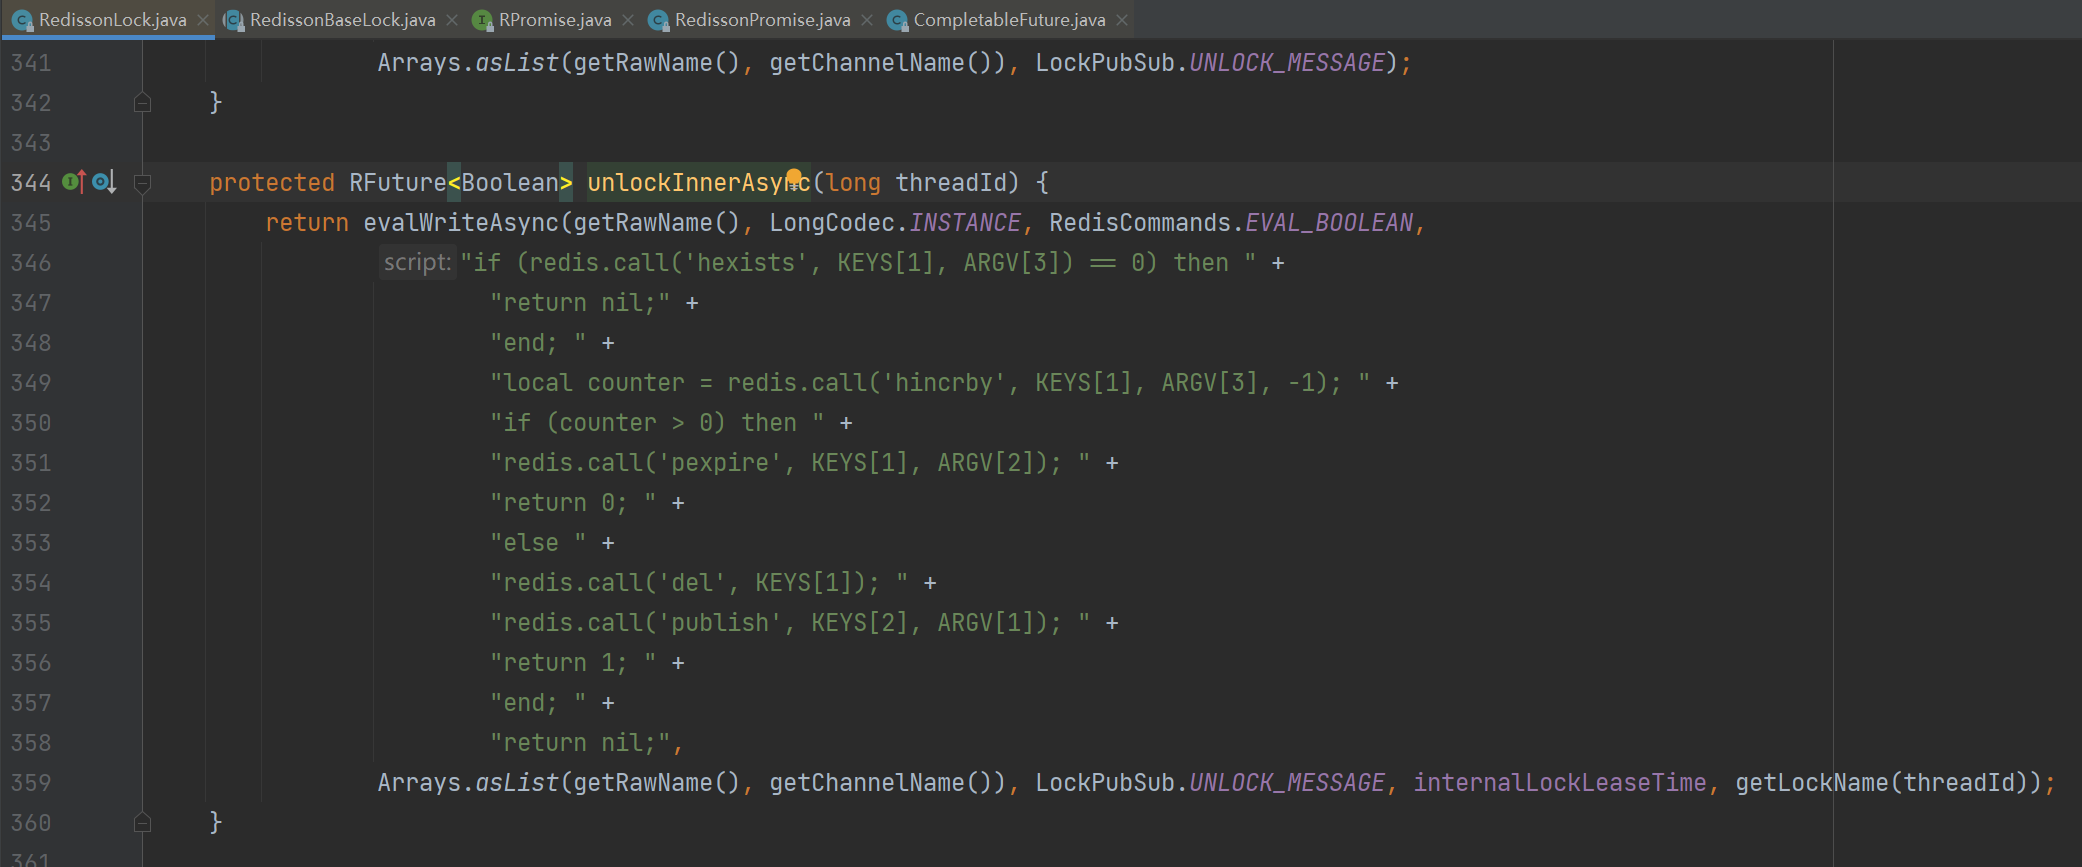 RedissonLock.java RedissonBaseLock.java RPromise.java RedissonPromise.java CompletableFuture.java
341 Arrays.asList(getRawName(), getChannelName()), LockPubSub.UNLOCK_MESSAGE);
342 }
343
344 protected RFuture<Boolean> unlockInnerAsync(long threadId) {
345 return evalWriteAsync(getRawName(), LongCodec.INSTANCE, RedisCommands.EVAL_BOOLEAN,
346 script: "if (redis.call('hexists', KEYS[1], ARGV[3]) == 0) then " +
347 "return nil;" +
348 "end; " +
349 "local counter = redis.call('hincrby', KEYS[1], ARGV[3], -1); " +
350 "if (counter > 0) then " +
351 "redis.call('pexpire', KEYS[1], ARGV[2]); " +
352 "return 0; " +
353 "else " +
354 "redis.call('del', KEYS[1]); " +
355 "redis.call('publish', KEYS[2], ARGV[1]); " +
356 "return 1; " +
357 "end; " +
358 "return nil;",
359 Arrays.asList(getRawName(), getChannelName()), LockPubSub.UNLOCK_MESSAGE, internalLockLeaseTime, getLockName(threadId));
360 }
361